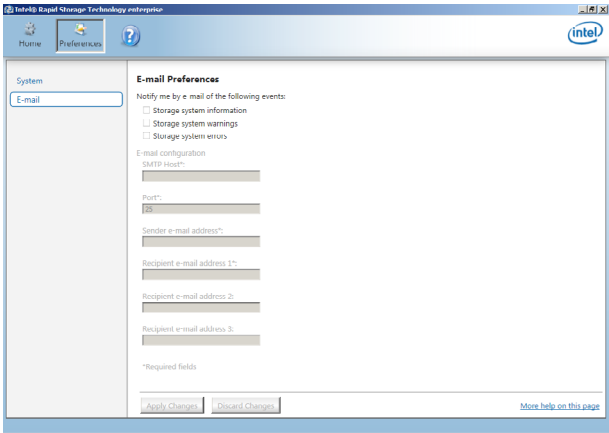 Intel® Rapid Storage Technology enterprise
Home
Preferences
?
intel
System
E-mail
E-mail Preferences
Notify me by e-mail of the following events:
Storage system information
Storage system warnings
Storage system errors
E-mail configuration
SMTP Host*:
Port*:
25
Sender e-mail address*:
Recipient e-mail address 1*:
Recipient e-mail address 2:
Recipient e-mail address 3:
*Required fields
Apply Changes
Discard Changes
More help on this page